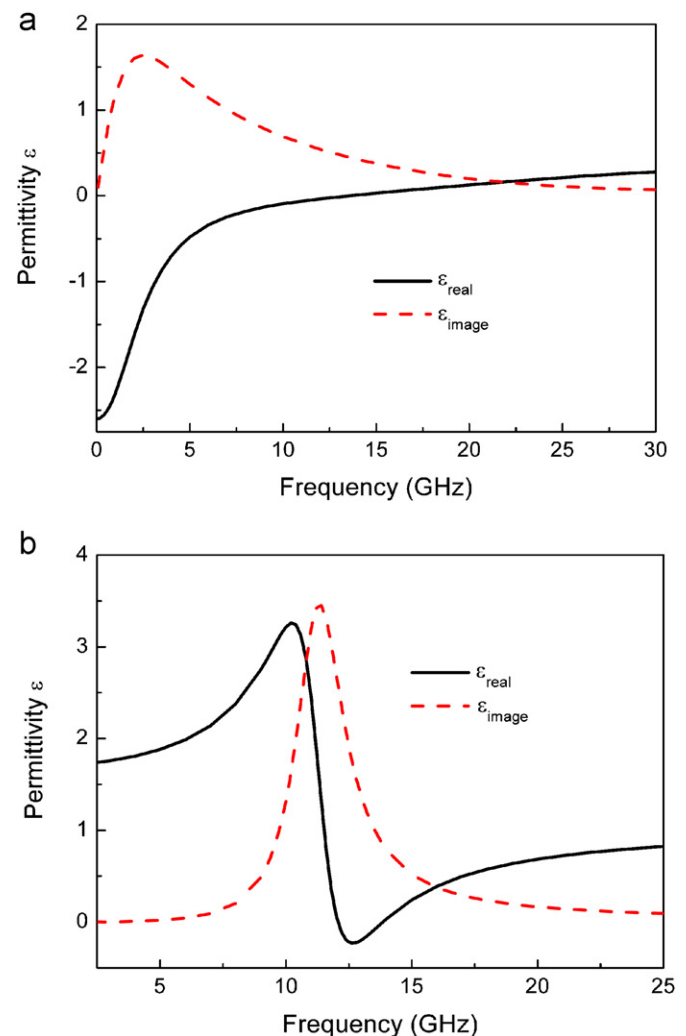 a
2
1
0
-1
-2
Permittivity ε
ε_real
ε_image
0 5 10 15 20 25 30
Frequency (GHz)
b
4
3
2
1
0
Permittivity ε
ε_real
ε_image
5 10 15 20 25
Frequency (GHz)